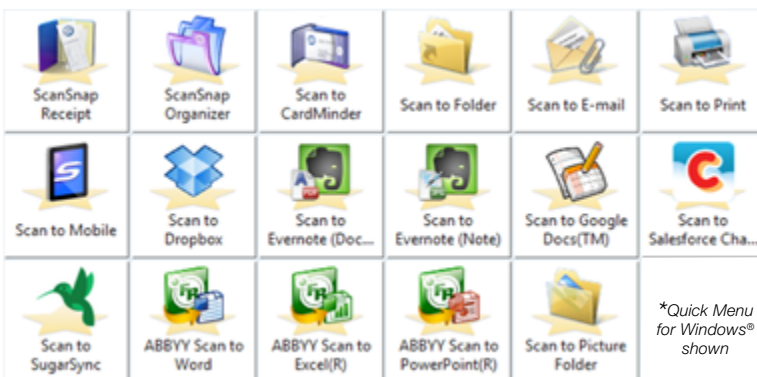 ScanSnap
Receipt
ScanSnap
Organizer
Scan to
CardMinder
Scan to Folder
Scan to E-mail
Scan to Print
Scan to Mobile
Scan to
Dropbox
Scan to
Evernote (Doc...
Scan to
Evernote (Note)
Scan to Google
Docs(TM)
Scan to
Salesforce Cha...
Scan to
SugarSync
ABBYY Scan to
Word
ABBYY Scan to
Excel(R)
ABBYY Scan to
PowerPoint(R)
Scan to Picture
Folder
*Quick Menu
for Windows®
shown